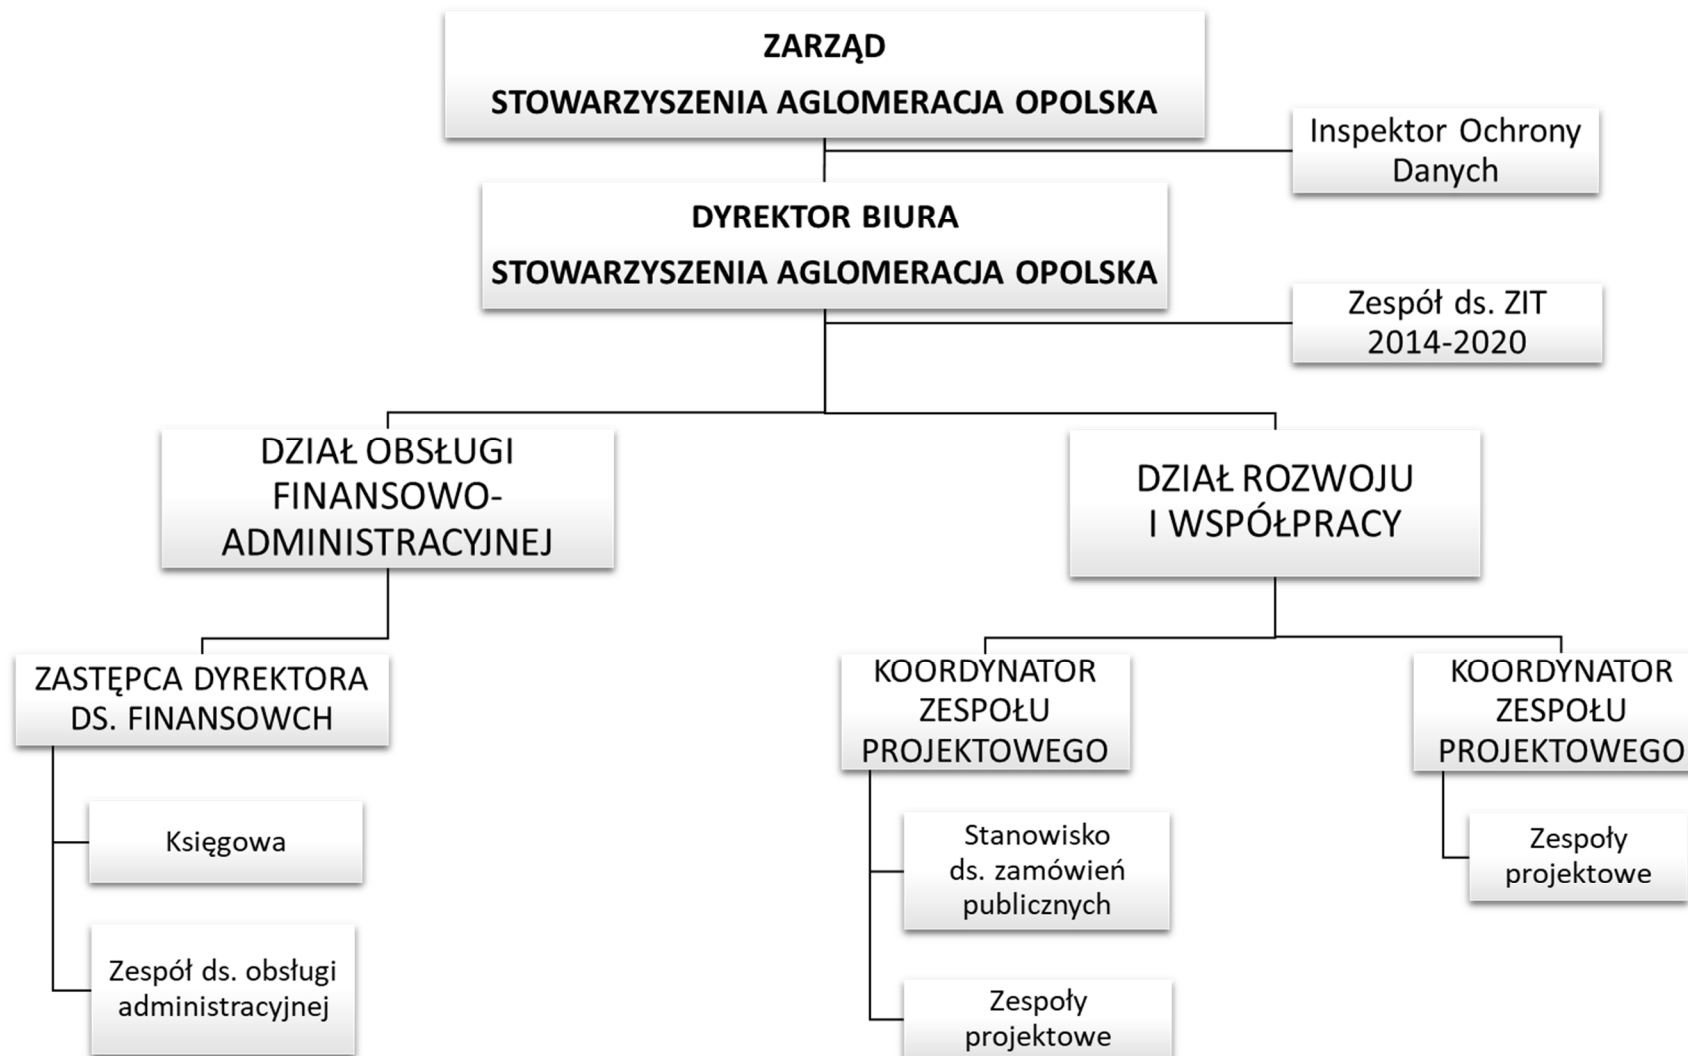 ZARZĄD
STOWARZYSZENIA AGLOMERACJA OPOLSKA
Inspektor Ochrony
Danych
DYREKTOR BIURA
STOWARZYSZENIA AGLOMERACJA OPOLSKA
Zespół ds. ZIT
2014-2020
DZIAŁ OBSŁUGI
FINANSOWO-
ADMINISTRACYJNEJ
DZIAŁ ROZWOJU
I WSPÓŁPRACY
ZASTĘPCA DYREKTORA
DS. FINANSOWCH
Księgowa
Zespół ds. obsługi
administracyjnej
KOORDYNATOR
ZESPOŁU
PROJEKTOWEGO
Stanowisko
ds. zamówień
publicznych
Zespoły
projektowe
KOORDYNATOR
ZESPOŁU
PROJEKTOWEGO
Zespoły
projektowe